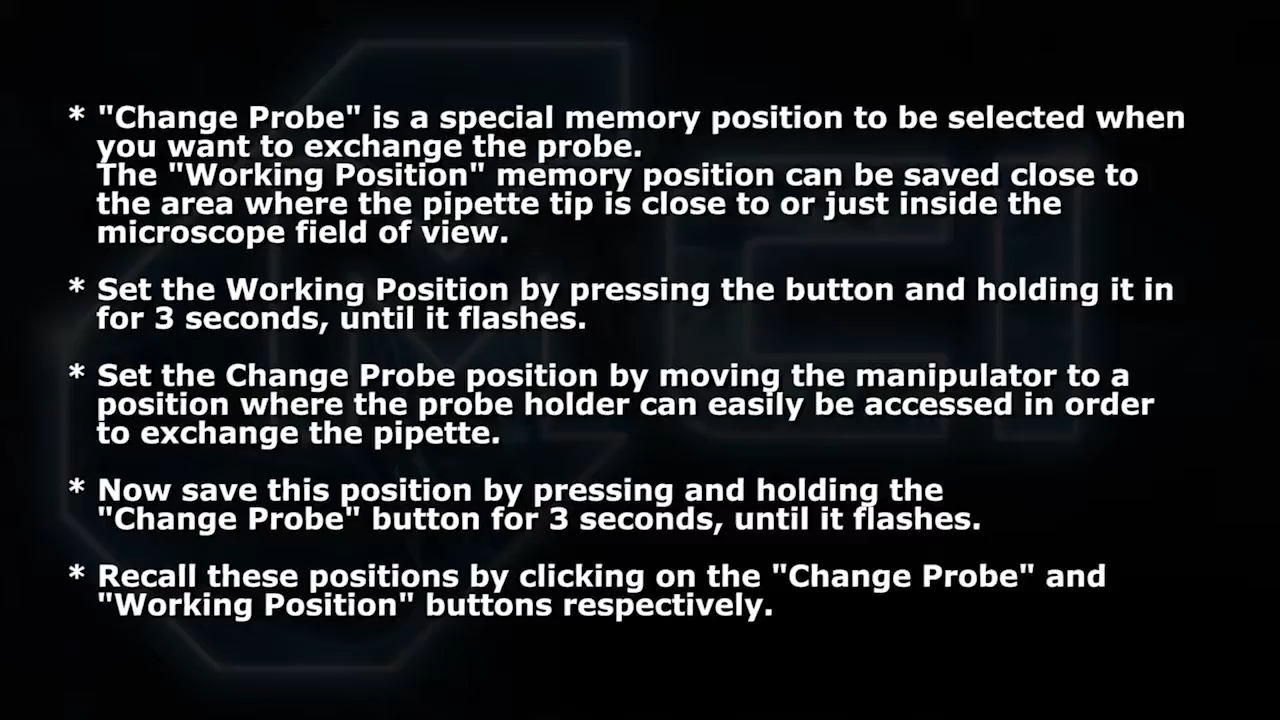 * "Change Probe" is a special memory position to be selected when
you want to exchange the probe.
The "Working Position" memory position can be saved close to
the area where the pipette tip is close to or just inside the
microscope field of view.
* Set the Working Position by pressing the button and holding it in
for 3 seconds, until it flashes.
* Set the Change Probe position by moving the manipulator to a
position where the probe holder can easily be accessed in order
to exchange the pipette.
* Now save this position by pressing and holding the
"Change Probe" button for 3 seconds, until it flashes.
* Recall these positions by clicking on the "Change Probe" and
"Working Position" buttons respectively.